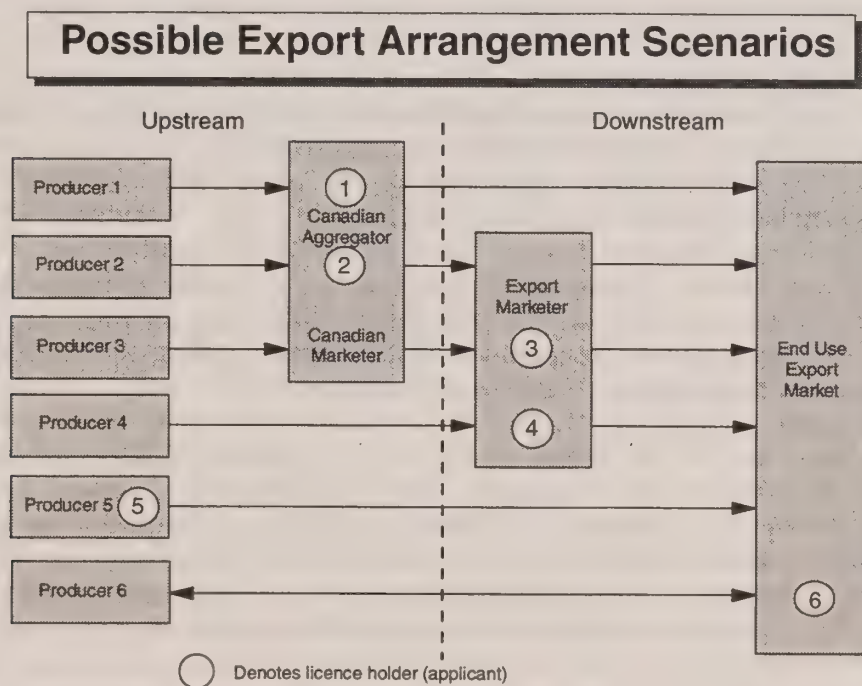 Possible Export Arrangement Scenarios
Upstream
Downstream
Producer 1
1
Canadian
Aggregator
Producer 2
2
Export
Marketer
Producer 3
Canadian
Marketer
3
End Use
Export
Market
Producer 4
4
Producer 5
5
Producer 6
6
Denotes licence holder (applicant)